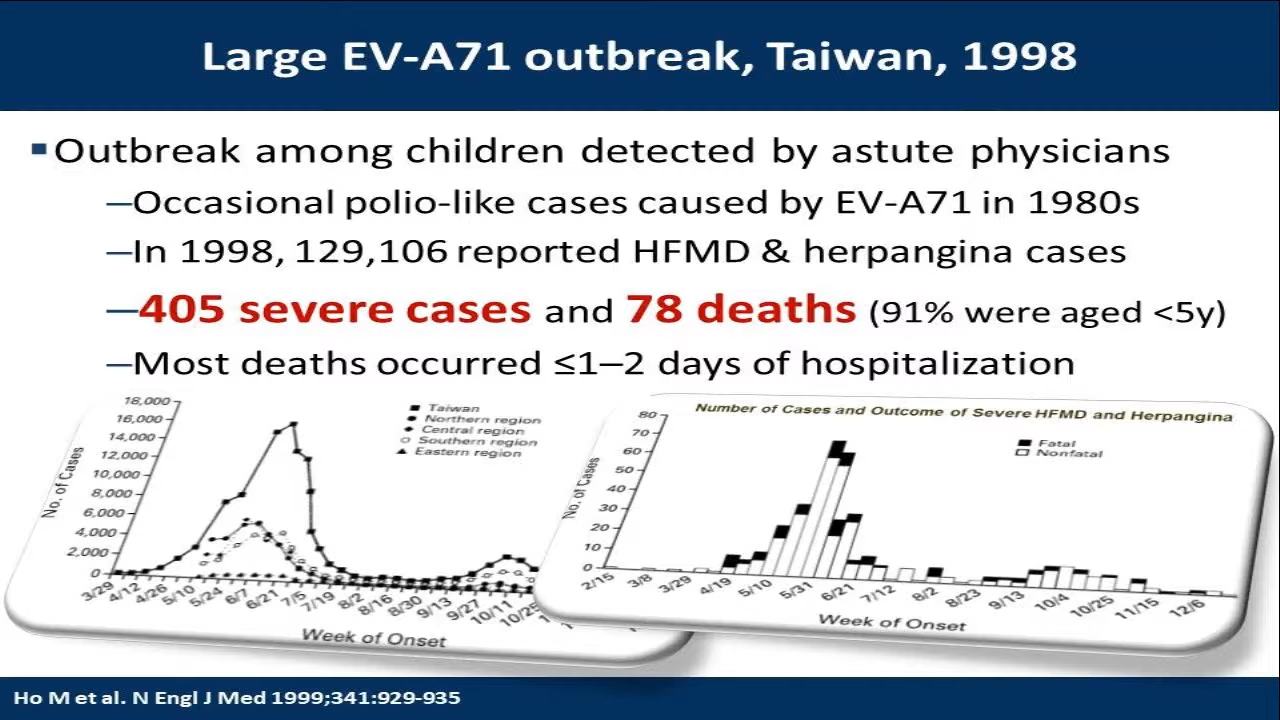 Large EV-A71 outbreak, Taiwan, 1998
Outbreak among children detected by astute physicians
–Occasional polio-like cases caused by EV-A71 in 1980s
–In 1998, 129,106 reported HFMD & herpangina cases
–405 severe cases and 78 deaths (91% were aged <5y)
–Most deaths occurred ≤1–2 days of hospitalization
18,000
16,000
14,000
12,000
10,000
8,000
6,000
4,000
2,000
0
No. of Cases
Taiwan
Northern region
Central region
Southern region
Eastern region
3/29 4/12 4/26 5/10 5/24 6/7 6/21 7/5 7/19 8/2 8/16 8/30 9/13 9/27 10/11 10/25
Week of Onset
Number of Cases and Outcome of Severe HFMD and Herpangina
80
70
60
50
40
30
20
10
0
No. of Cases
Fatal
Nonfatal
2/15 3/8 3/29 4/19 5/10 5/31 6/21 7/12 8/2 8/23 9/13 10/4 10/25 11/15 12/6
Week of Onset
Ho M et al. N Engl J Med 1999;341:929-935